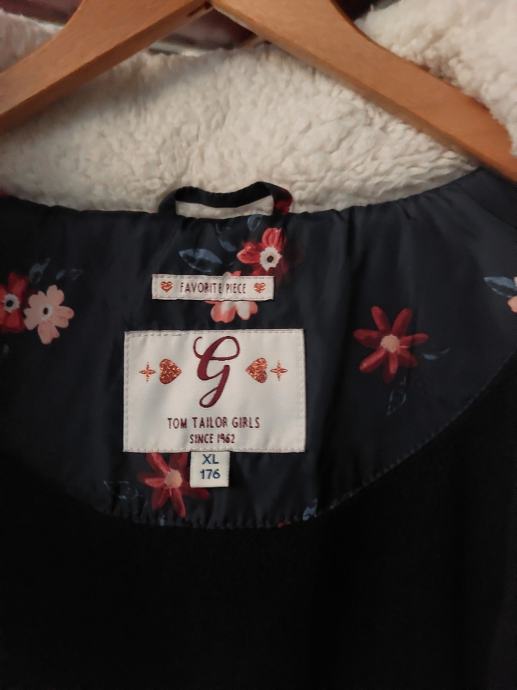 FAVORITE PIECE
G
TOM TAILOR GIRLS
SINCE 1962
XL
176